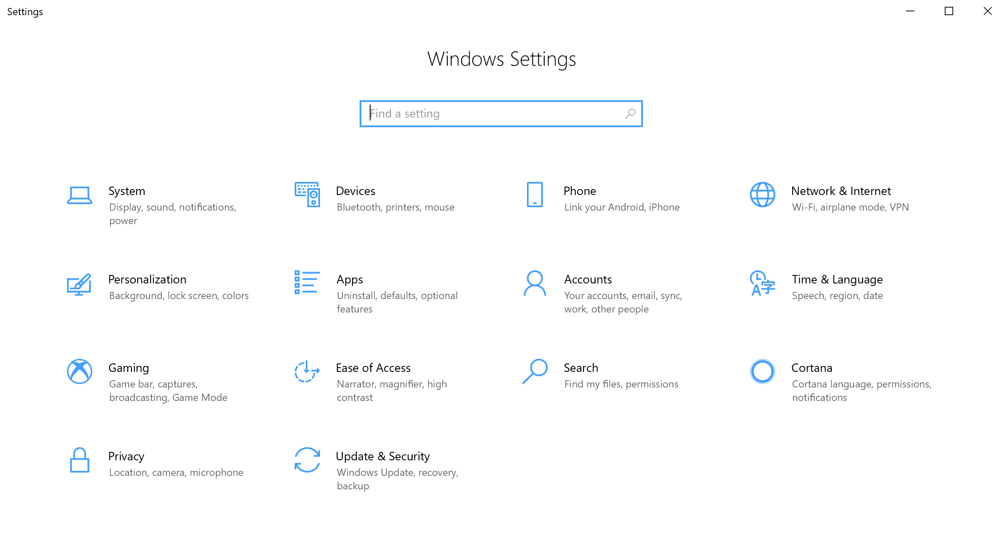 Settings
Windows Settings
Find a setting
System
Display, sound, notifications,
power
Devices
Bluetooth, printers, mouse
Phone
Link your Android, iPhone
Network & Internet
Wi-Fi, airplane mode, VPN
Personalization
Background, lock screen, colors
Apps
Uninstall, defaults, optional
features
Accounts
Your accounts, email, sync,
work, other people
Time & Language
Speech, region, date
Gaming
Game bar, captures,
broadcasting, Game Mode
Ease of Access
Narrator, magnifier, high
contrast
Search
Find my files, permissions
Cortana
Cortana language, permissions,
notifications
Privacy
Location, camera, microphone
Update & Security
Windows Update, recovery,
backup